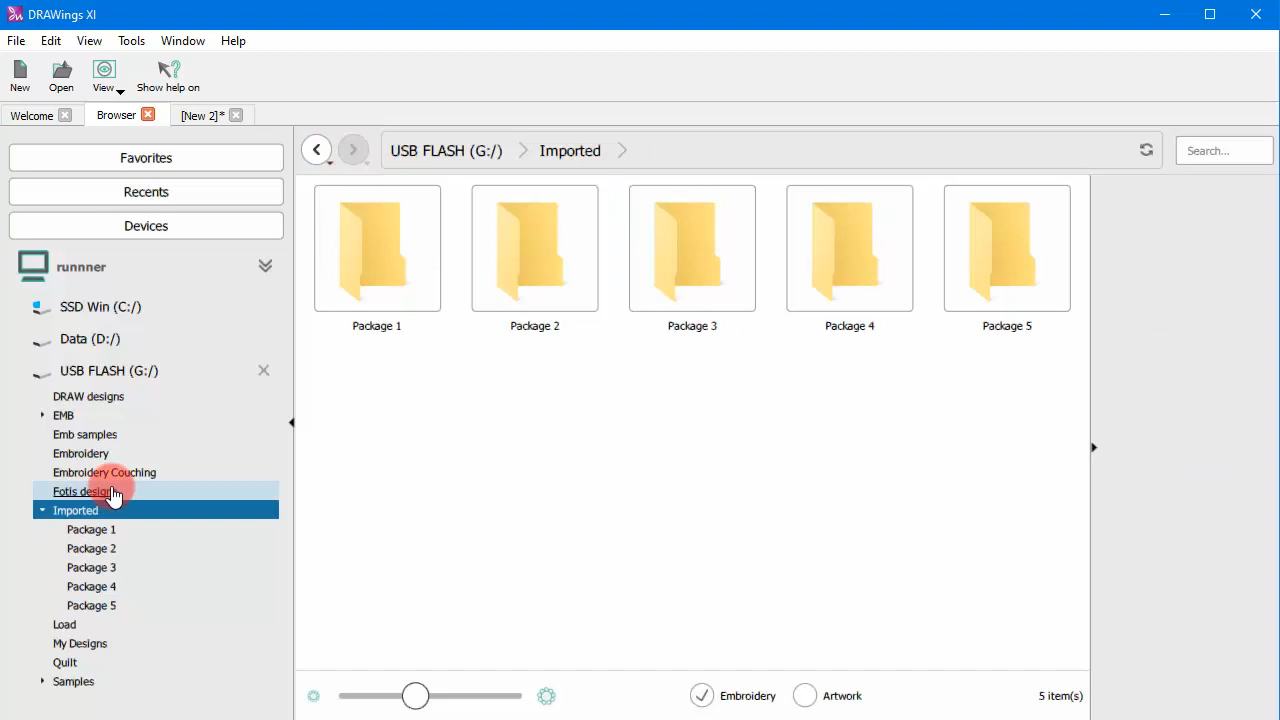 DRAWings XI
File Edit View Tools Window Help
New Open View Show help on
Welcome Browser [New 2]*
Favorites
Recents
Devices
runnner
SSD Win (C:/)
Data (D:/)
USB FLASH (G:/)
DRAW designs
EMB
Emb samples
Embroidery
Embroidery Couching
Fotis designs
Imported
Package 1
Package 2
Package 3
Package 4
Package 5
Load
My Designs
Quilt
Samples
USB FLASH (G:/) Imported
Search...
Package 1 Package 2 Package 3 Package 4 Package 5
Embroidery Artwork 5 item(s)